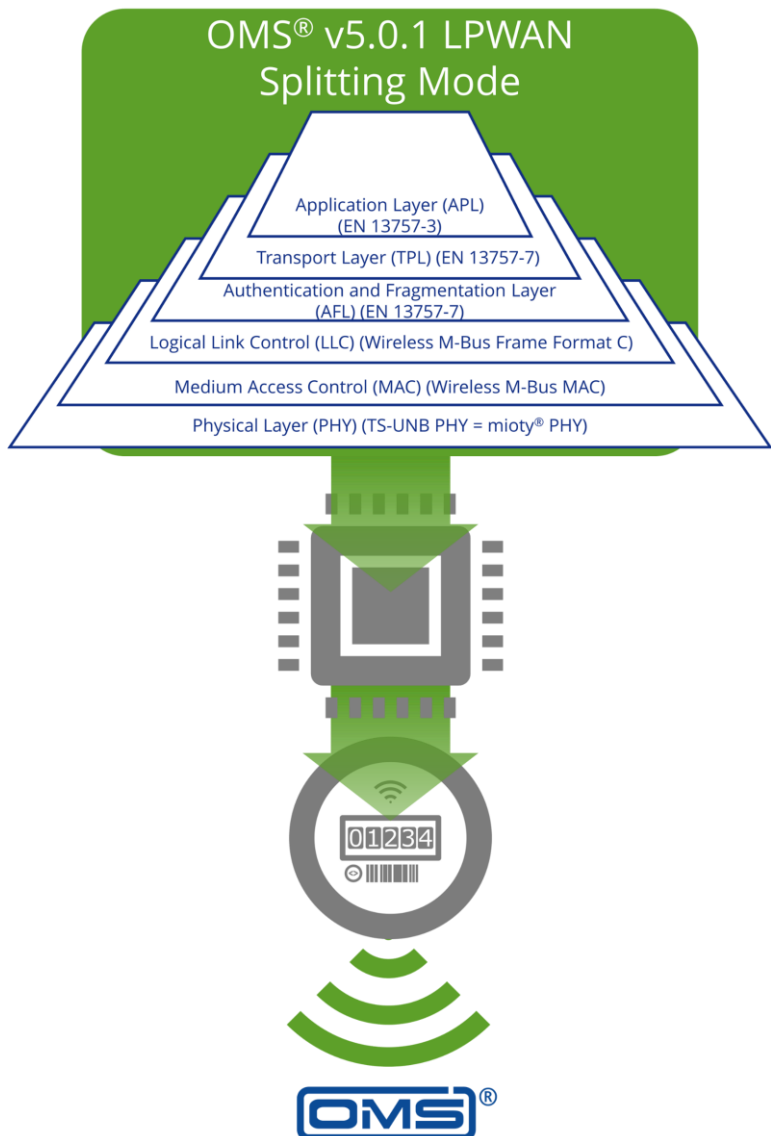 OMS® v5.0.1 LPWAN
Splitting Mode
Application Layer (APL)
(EN 13757-3)
Transport Layer (TPL) (EN 13757-7)
Authentication and Fragmentation Layer
(AFL) (EN 13757-7)
Logical Link Control (LLC) (Wireless M-Bus Frame Format C)
Medium Access Control (MAC) (Wireless M-Bus MAC)
Physical Layer (PHY) (TS-UNB PHY = mioty® PHY)
01234
OMS®